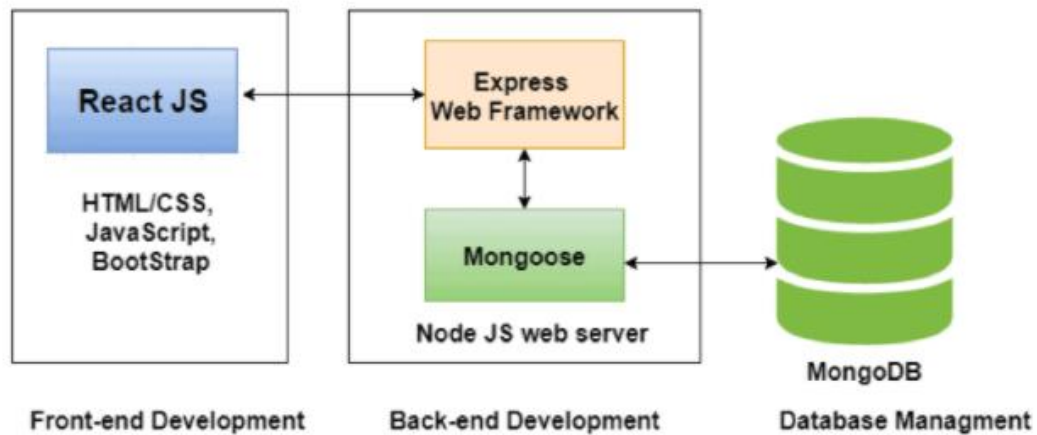 React JS
HTML/CSS,
JavaScript,
BootStrap
Front-end Development
Express
Web Framework
Mongoose
Node JS web server
Back-end Development
MongoDB
Database Managment